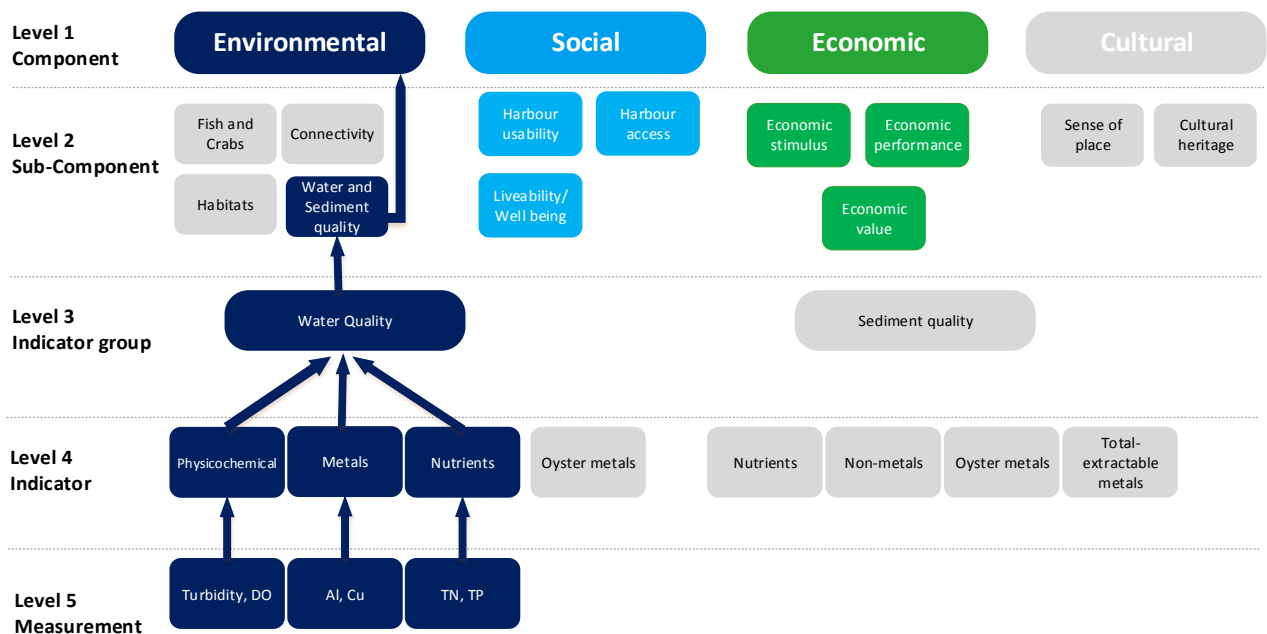 Level 1
Component
Environmental
Social
Economic
Cultural
Level 2
Sub-Component
Fish and
Crabs
Connectivity
Habitats
Water and
Sediment
quality
Harbour
usability
Harbour
access
Liveability/
Well being
Economic
stimulus
Economic
performance
Economic
value
Sense of
place
Cultural
heritage
Level 3
Indicator group
Water Quality
Sediment quality
Level 4
Indicator
Physicochemical
Metals
Nutrients
Oyster metals
Nutrients
Non-metals
Oyster metals
Total-
extractable
metals
Level 5
Measurement
Turbidity, DO
Al, Cu
TN, TP